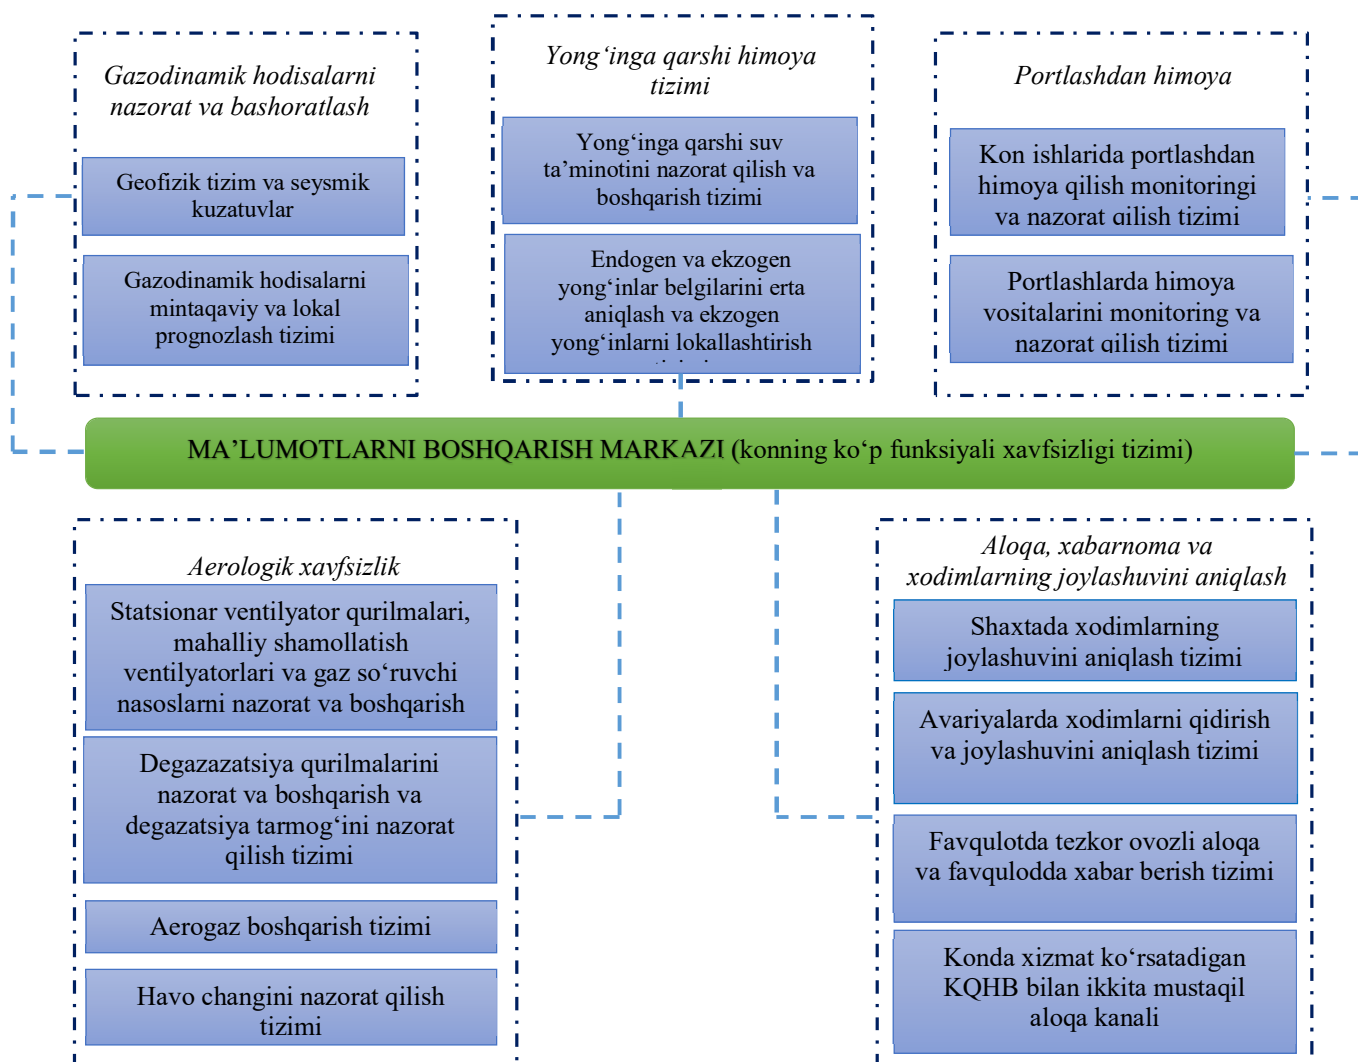 Gazodinamik hodisalarni
nazorat va bashoratlash
Geofizik tizim va seysmik
kuzatuvlar
Gazodinamik hodisalarni
mintaqaviy va lokal
prognozlash tizimi
Yong‘inga qarshi himoya
tizimi
Yong‘inga qarshi suv
ta’minotini nazorat qilish va
boshqarish tizimi
Endogen va ekzogen
yong‘inlar belgilarini erta
aniqlash va ekzogen
yong‘inlarni lokallashtirish
Portlashdan himoya
Kon ishlarida portlashdan
himoya qilish monitoringi
va nazorat qilish tizimi
Portlashlarda himoya
vositalarini monitoring va
nazorat qilish tizimi
MA’LUMOTLARNI BOSHQARISH MARKAZI (konning ko‘p funksiyali xavfsizligi tizimi)
Aerologik xavfsizlik
Statsionar ventilyator qurilmalari,
mahalliy shamollatish
ventilyatorlari va gaz so‘ruvchi
nasoslarni nazorat va boshqarish
Degazazatsiya qurilmalarini
nazorat va boshqarish va
degazatsiya tarmog‘ini nazorat
qilish tizimi
Aerogaz boshqarish tizimi
Havo changini nazorat qilish
tizimi
Aloqa, xabarnoma va
xodimlarning joylashuvini aniqlash
Shaxtada xodimlarning
joylashuvini aniqlash tizimi
Avariyalarda xodimlarni qidirish
va joylashuvini aniqlash tizimi
Favqulotda tezkor ovozli aloqa
va favqulodda xabar berish tizimi
Konda xizmat ko‘rsatadigan
KQHB bilan ikkita mustaqil
aloqa kanali